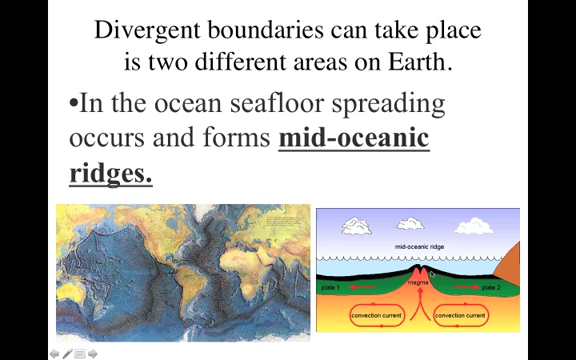 Divergent boundaries can take place
is two different areas on Earth.
•In the ocean seafloor spreading
occurs and forms mid-oceanic
ridges.
mid-oceanic ridge
magma
plate 1
plate 2
convection current
convection current